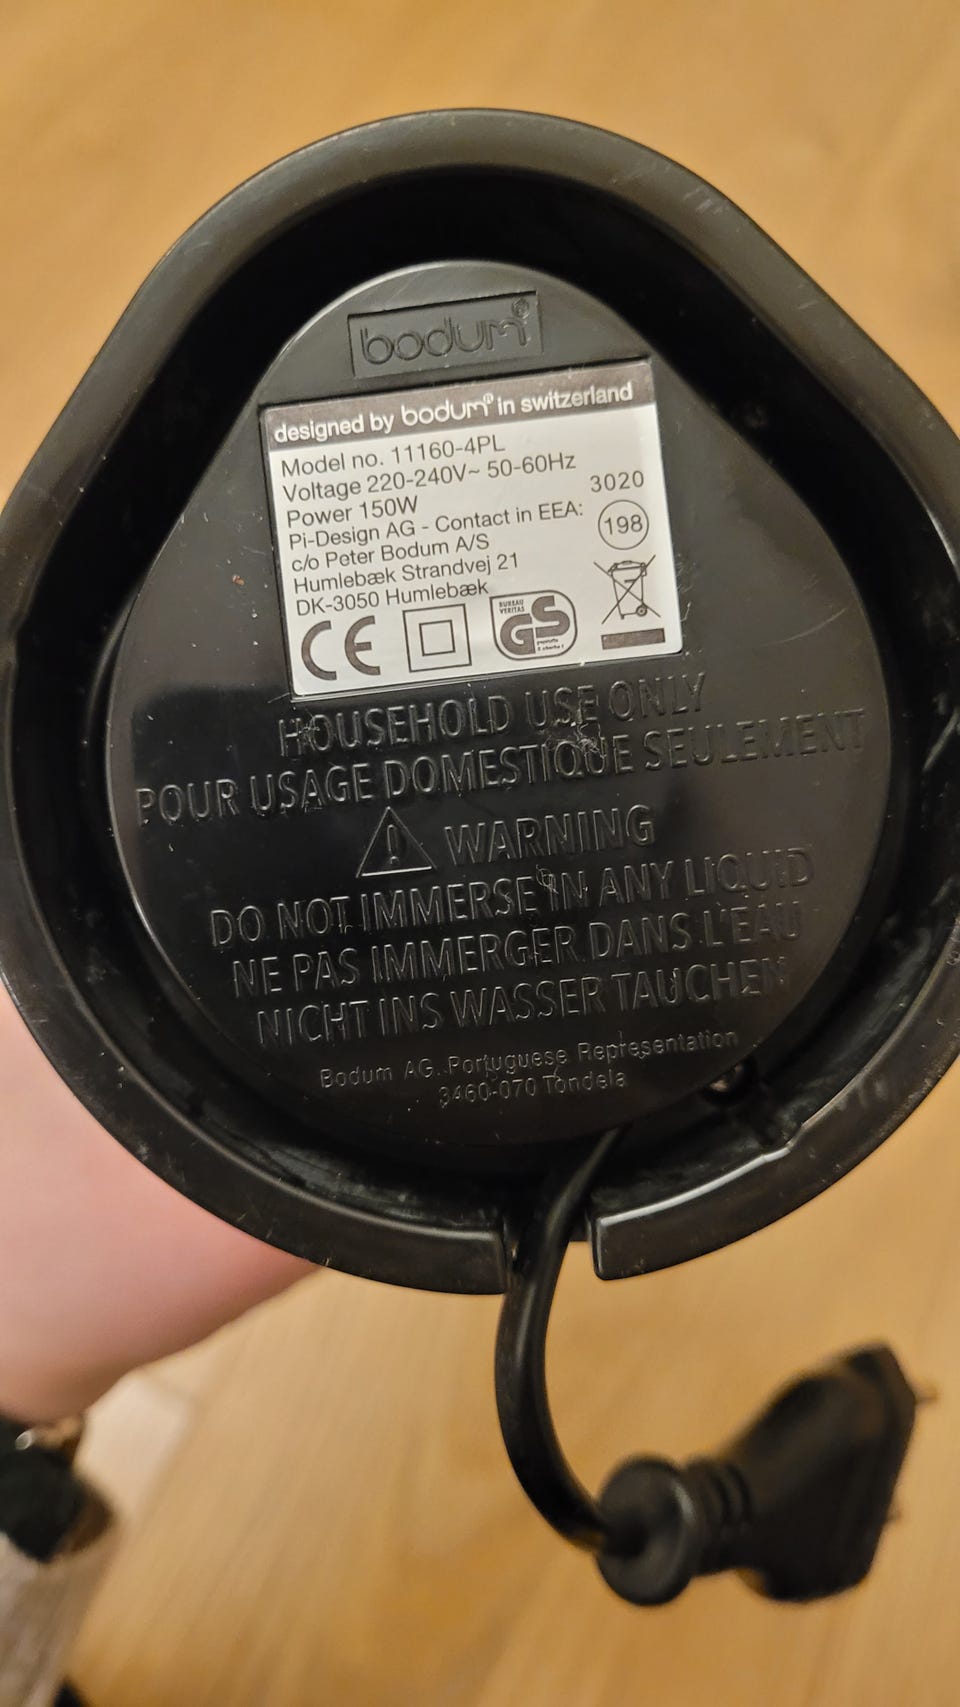 bodum®
designed by bodum® in switzerland
Model no. 11160-4PL
Voltage 220-240V~ 50-60Hz
Power 150W
3020
Pi-Design AG - Contact in EEA:
198
c/o Peter Bodum A/S
Humlebæk Strandvej 21
DK-3050 Humlebæk
CE
BUREAU
VERITAS
GS
geprüfte
HOUSEHOLD USE ONLY
POUR USAGE DOMESTIQUE SEULEMENT
! WARNING
DO NOT IMMERSE IN ANY LIQUID
NE PAS IMMERGER DANS L'EAU
NICHT INS WASSER TAUCHEN
Bodum AG. Portuguese Representation
3460-070 Tondela